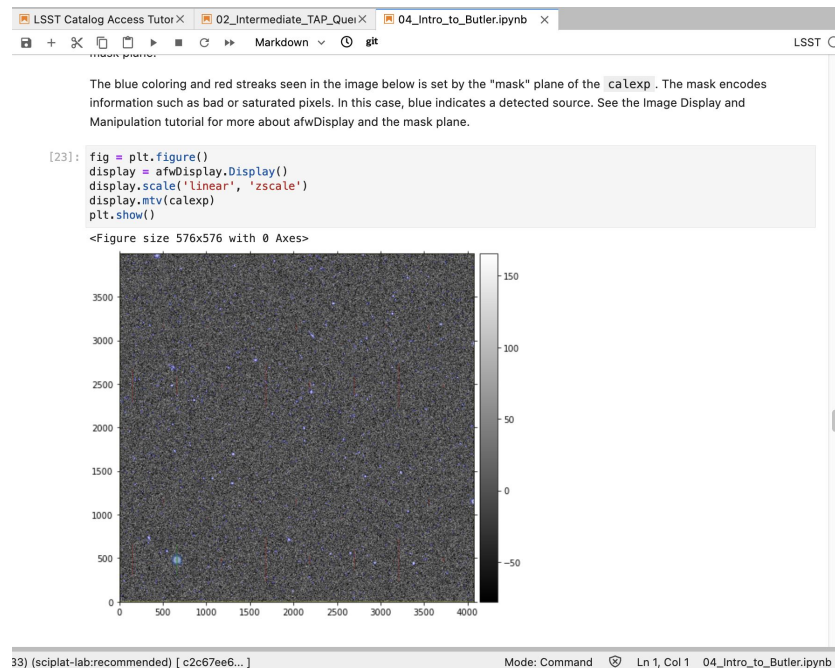 LSST Catalog Access Tutor
02_Intermediate_TAP_Quer
04_Intro_to_Butler.ipynb
Markdown
git
LSST
mask plane.
The blue coloring and red streaks seen in the image below is set by the "mask" plane of the calexp . The mask encodes
information such as bad or saturated pixels. In this case, blue indicates a detected source. See the Image Display and
Manipulation tutorial for more about afwDisplay and the mask plane.
[23]: fig = plt.figure()
display = afwDisplay.Display()
display.scale('linear', 'zscale')
display.mtv(calexp)
plt.show()
<Figure size 576x576 with 0 Axes>
3500
3000
2500
2000
1500
1000
500
0
0 500 1000 1500 2000 2500 3000 3500 4000
150
100
50
0
−50
33) (sciplat-lab:recommended) [ c2c67ee6... ]
Mode: Command
Ln 1, Col 1
04_Intro_to_Butler.ipynb